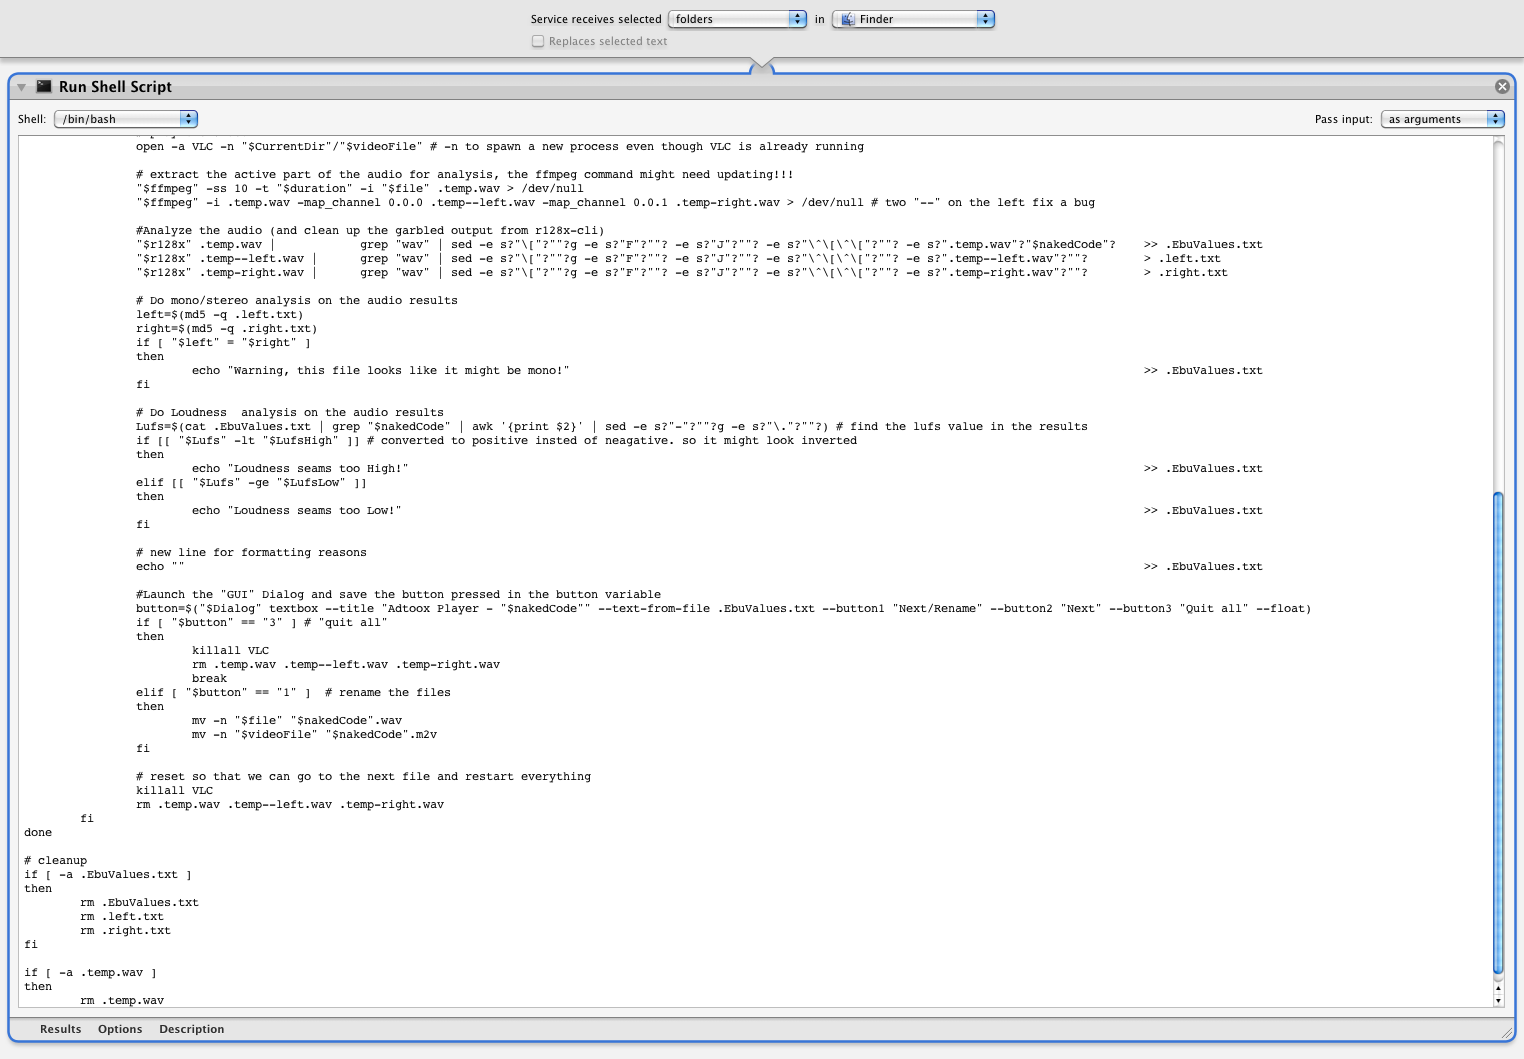 Service receives selected folders in Finder
Replaces selected text
Run Shell Script
Shell: /bin/bash Pass input: as arguments
open -a VLC -n "$CurrentDir"/"$videoFile" # -n to spawn a new process even though VLC is already running
# extract the active part of the audio for analysis, the ffmpeg command might need updating!!!
"$ffmpeg" -ss 10 -t "$duration" -i "$file" .temp.wav > /dev/null
"$ffmpeg" -i .temp.wav -map_channel 0.0.0 .temp--left.wav -map_channel 0.0.1 .temp-right.wav > /dev/null # two "--" on the left fix a bug
#Analyze the audio (and clean up the garbled output from r128x-cli)
"$r128x" .temp.wav | grep "wav" | sed -e s?"\["?""?g -e s?"F"?""? -e s?"J"?""? -e s?"\^\[\^\["?""? -e s?".temp.wav"?"$nakedCode"? >> .EbuValues.txt
"$r128x" .temp--left.wav | grep "wav" | sed -e s?"\["?""?g -e s?"F"?""? -e s?"J"?""? -e s?"\^\[\^\["?""? -e s?".temp--left.wav"?""? > .left.txt
"$r128x" .temp-right.wav | grep "wav" | sed -e s?"\["?""?g -e s?"F"?""? -e s?"J"?""? -e s?"\^\[\^\["?""? -e s?".temp-right.wav"?""? > .right.txt
# Do mono/stereo analysis on the audio results
left=$(md5 -q .left.txt)
right=$(md5 -q .right.txt)
if [ "$left" = "$right" ]
then
echo "Warning, this file looks like it might be mono!" >> .EbuValues.txt
fi
# Do Loudness  analysis on the audio results
Lufs=$(cat .EbuValues.txt | grep "$nakedCode" | awk '{print $2}' | sed -e s?"-"?""?g -e s?"\."?""?) # find the lufs value in the results
if [[ "$Lufs" -lt "$LufsHigh" ]] # converted to positive insted of neagative. so it might look inverted
then
echo "Loudness seams too High!" >> .EbuValues.txt
elif [[ "$Lufs" -ge "$LufsLow" ]]
then
echo "Loudness seams too Low!" >> .EbuValues.txt
fi
# new line for formatting reasons
echo "" >> .EbuValues.txt
#Launch the "GUI" Dialog and save the button pressed in the button variable
button=$("$Dialog" textbox --title "Adtoox Player - "$nakedCode"" --text-from-file .EbuValues.txt --button1 "Next/Rename" --button2 "Next" --button3 "Quit all" --float)
if [ "$button" == "3" ] # "quit all"
then
killall VLC
rm .temp.wav .temp--left.wav .temp-right.wav
break
elif [ "$button" == "1" ]  # rename the files
then
mv -n "$file" "$nakedCode".wav
mv -n "$videoFile" "$nakedCode".m2v
fi
# reset so that we can go to the next file and restart everything
killall VLC
rm .temp.wav .temp--left.wav .temp-right.wav
fi
done
# cleanup
if [ -a .EbuValues.txt ]
then
rm .EbuValues.txt
rm .left.txt
rm .right.txt
fi
if [ -a .temp.wav ]
then
rm .temp.wav
Results Options Description